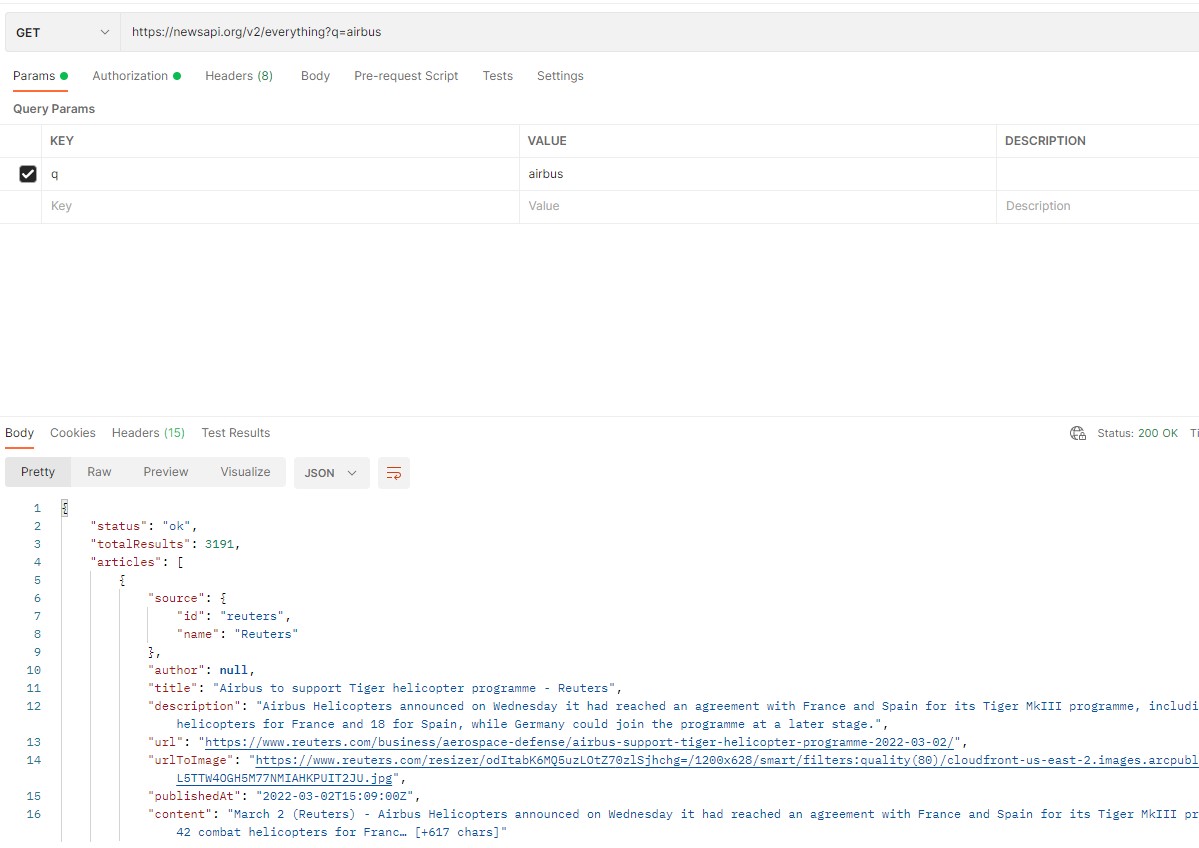 GET https://newsapi.org/v2/everything?q=airbus
Params Authorization Headers (8) Body Pre-request Script Tests Settings
Query Params
KEY VALUE DESCRIPTION
q airbus
Key Value Description
Body Cookies Headers (15) Test Results Status: 200 OK Ti
Pretty Raw Preview Visualize JSON
1 {
2 "status": "ok",
3 "totalResults": 3191,
4 "articles": [
5 {
6 "source": {
7 "id": "reuters",
8 "name": "Reuters"
9 },
10 "author": null,
11 "title": "Airbus to support Tiger helicopter programme - Reuters",
12 "description": "Airbus Helicopters announced on Wednesday it had reached an agreement with France and Spain for its Tiger MkIII programme, includi
helicopters for France and 18 for Spain, while Germany could join the programme at a later stage.",
13 "url": "https://www.reuters.com/business/aerospace-defense/airbus-support-tiger-helicopter-programme-2022-03-02/",
14 "urlToImage": "https://www.reuters.com/resizer/odItabK6MQ5uzLOtZ70zlSjhchg=/1200x628/smart/filters:quality(80)/cloudfront-us-east-2.images.arcpubl
L5TTW4OGH5M77NMIAHKPUIT2JU.jpg",
15 "publishedAt": "2022-03-02T15:09:00Z",
16 "content": "March 2 (Reuters) - Airbus Helicopters announced on Wednesday it had reached an agreement with France and Spain for its Tiger MkIII pr
42 combat helicopters for Franc… [+617 chars]"